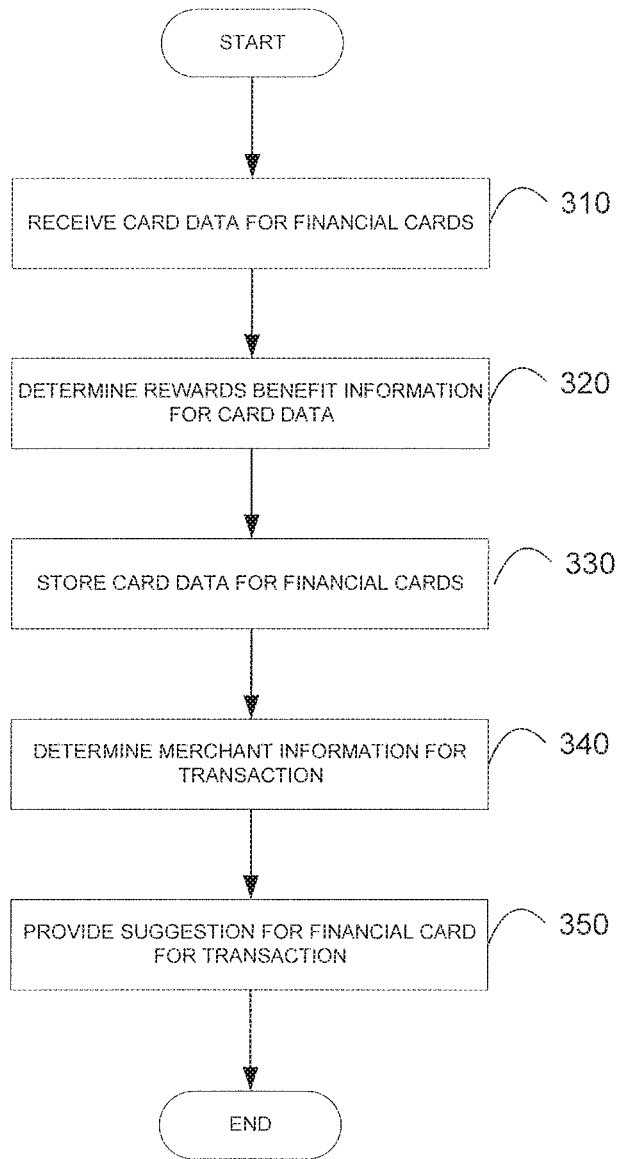 START
RECEIVE CARD DATA FOR FINANCIAL CARDS
310
DETERMINE REWARDS BENEFIT INFORMATION
FOR CARD DATA
320
STORE CARD DATA FOR FINANCIAL CARDS
330
DETERMINE MERCHANT INFORMATION FOR
TRANSACTION
340
PROVIDE SUGGESTION FOR FINANCIAL CARD
FOR TRANSACTION
350
END